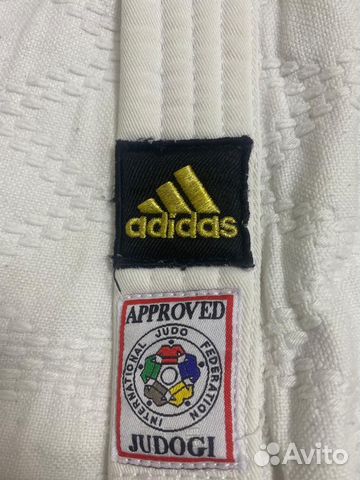 adidas
APPROVED
INTERNATIONAL JUDO FEDERATION
JUDOGI
Avito